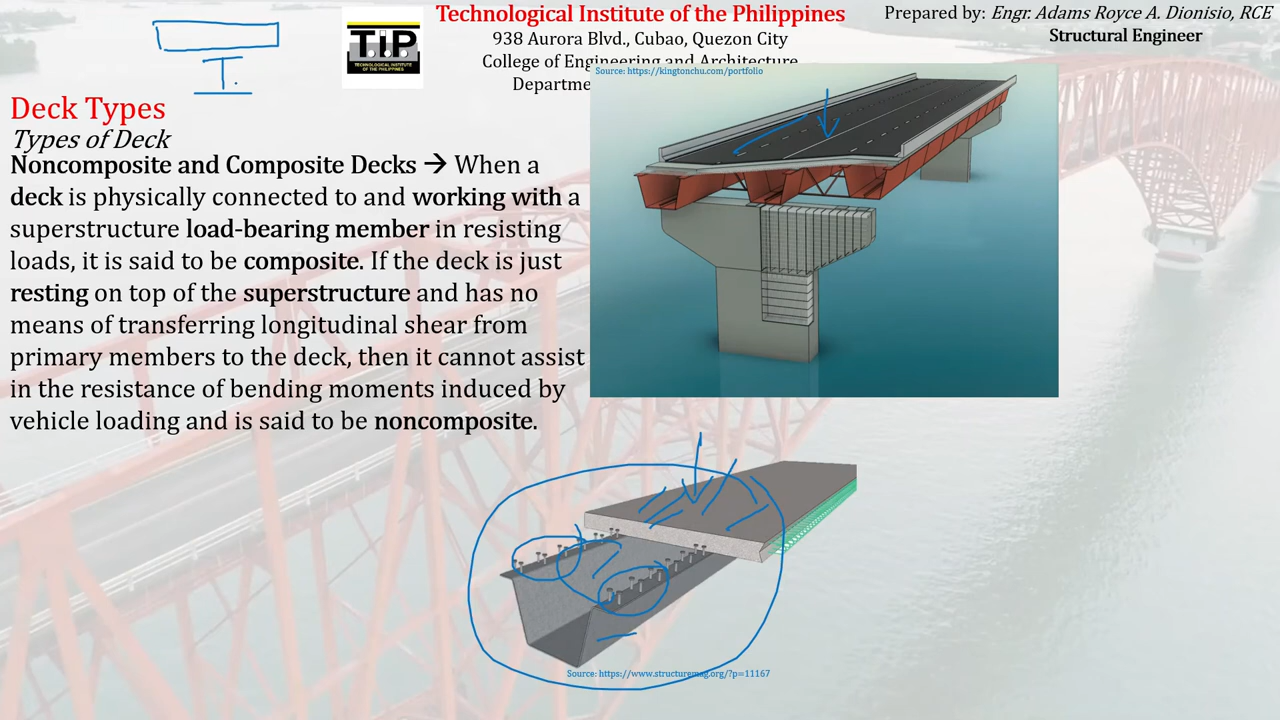 Technological Institute of the Philippines
938 Aurora Blvd., Cubao, Quezon City
College of Engineering and Architecture
Departme
Prepared by: Engr. Adams Royce A. Dionisio, RCE
Structural Engineer
TIP
TECHNOLOGICAL INSTITUTE
OF THE PHILIPPINES
Deck Types
Types of Deck
Noncomposite and Composite Decks → When a
deck is physically connected to and working with a
superstructure load-bearing member in resisting
loads, it is said to be composite. If the deck is just
resting on top of the superstructure and has no
means of transferring longitudinal shear from
primary members to the deck, then it cannot assist
in the resistance of bending moments induced by
vehicle loading and is said to be noncomposite.
Source: https://kingtonchu.com/portfolio
Source: https://www.structuremag.org/?p=11167